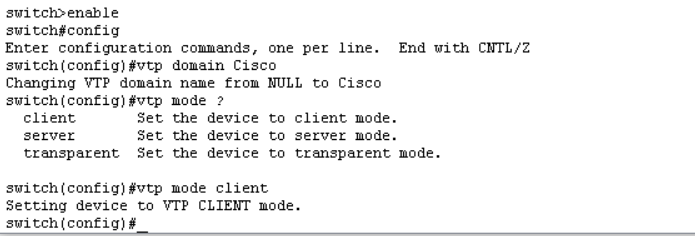 switch>enable
switch#config
Enter configuration commands, one per line.  End with CNTL/Z
switch(config)#vtp domain Cisco
Changing VTP domain name from NULL to Cisco
switch(config)#vtp mode ?
  client       Set the device to client mode.
  server       Set the device to server mode.
  transparent  Set the device to transparent mode.
switch(config)#vtp mode client
Setting device to VTP CLIENT mode.
switch(config)#_